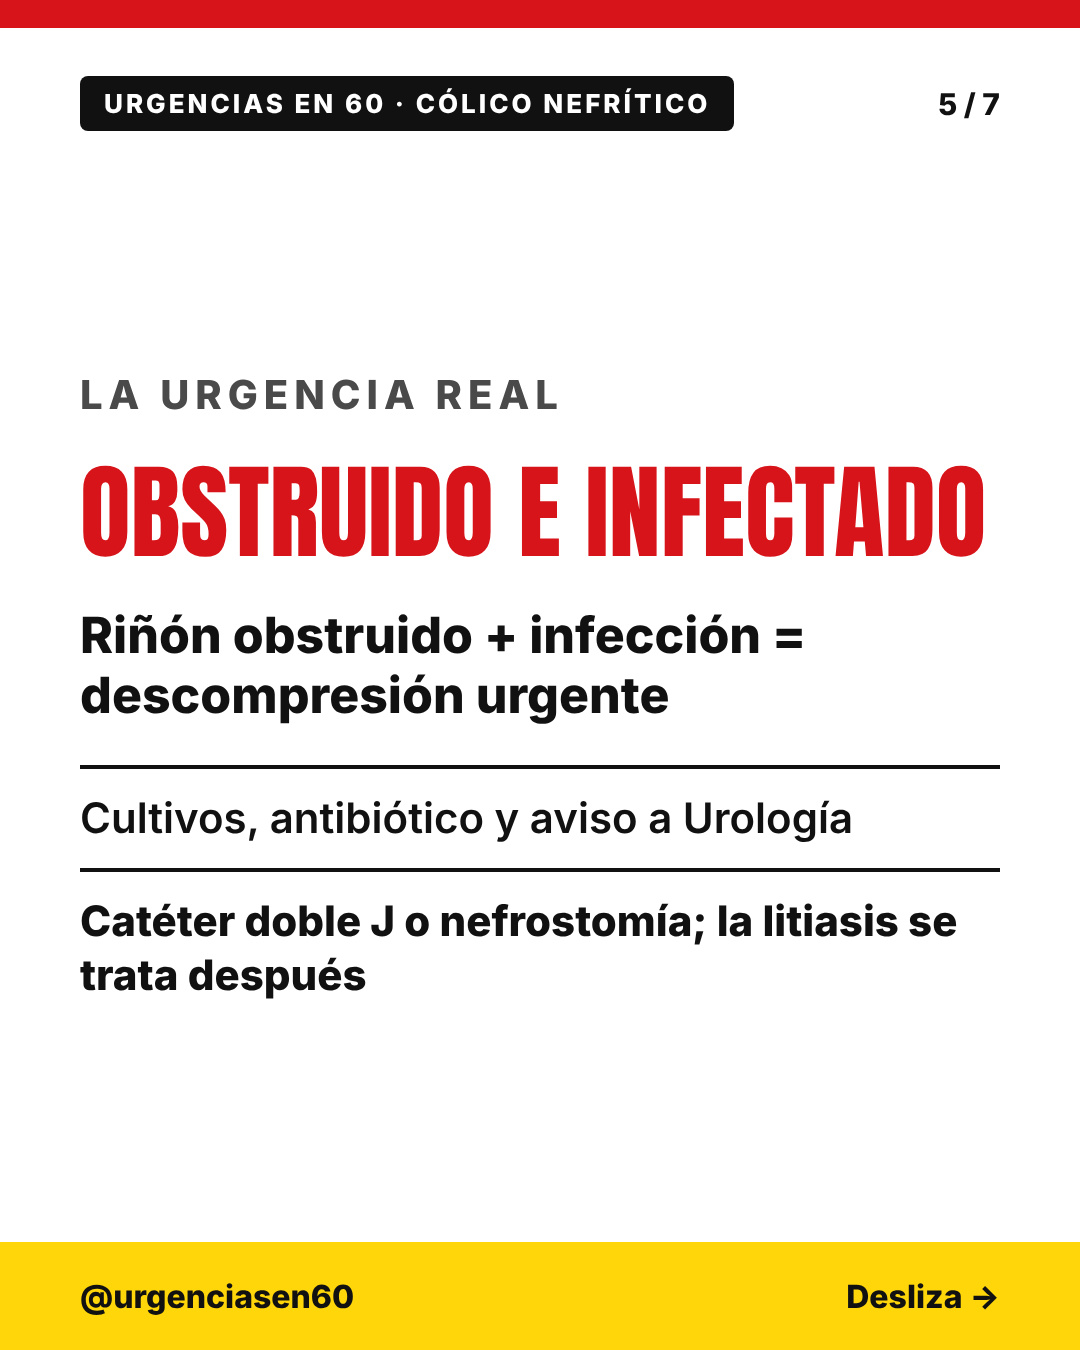 URGENCIAS EN 60 · CÓLICO NEFRÍTICO
5 / 7
LA URGENCIA REAL
OBSTRUIDO E INFECTADO
Riñón obstruido + infección =
descompresión urgente
Cultivos, antibiótico y aviso a Urología
Catéter doble J o nefrostomía; la litiasis se
trata después
@urgenciasen60
Desliza →